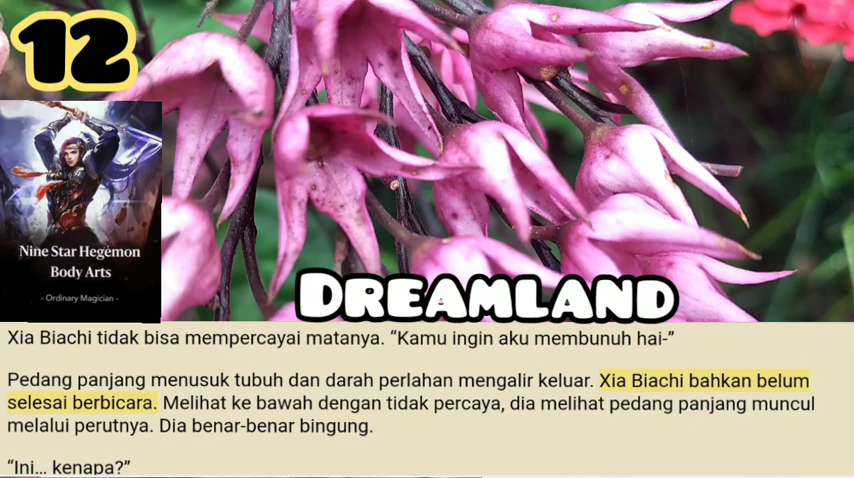 12
Nine Star Hegemon
Body Arts
- Ordinary Magician -
DREAMLAND
Xia Biachi tidak bisa mempercayai matanya. “Kamu ingin aku membunuh hai-”
Pedang panjang menusuk tubuh dan darah perlahan mengalir keluar. Xia Biachi bahkan belum
selesai berbicara. Melihat ke bawah dengan tidak percaya, dia melihat pedang panjang muncul
melalui perutnya. Dia benar-benar bingung.
“Ini... kenapa?”